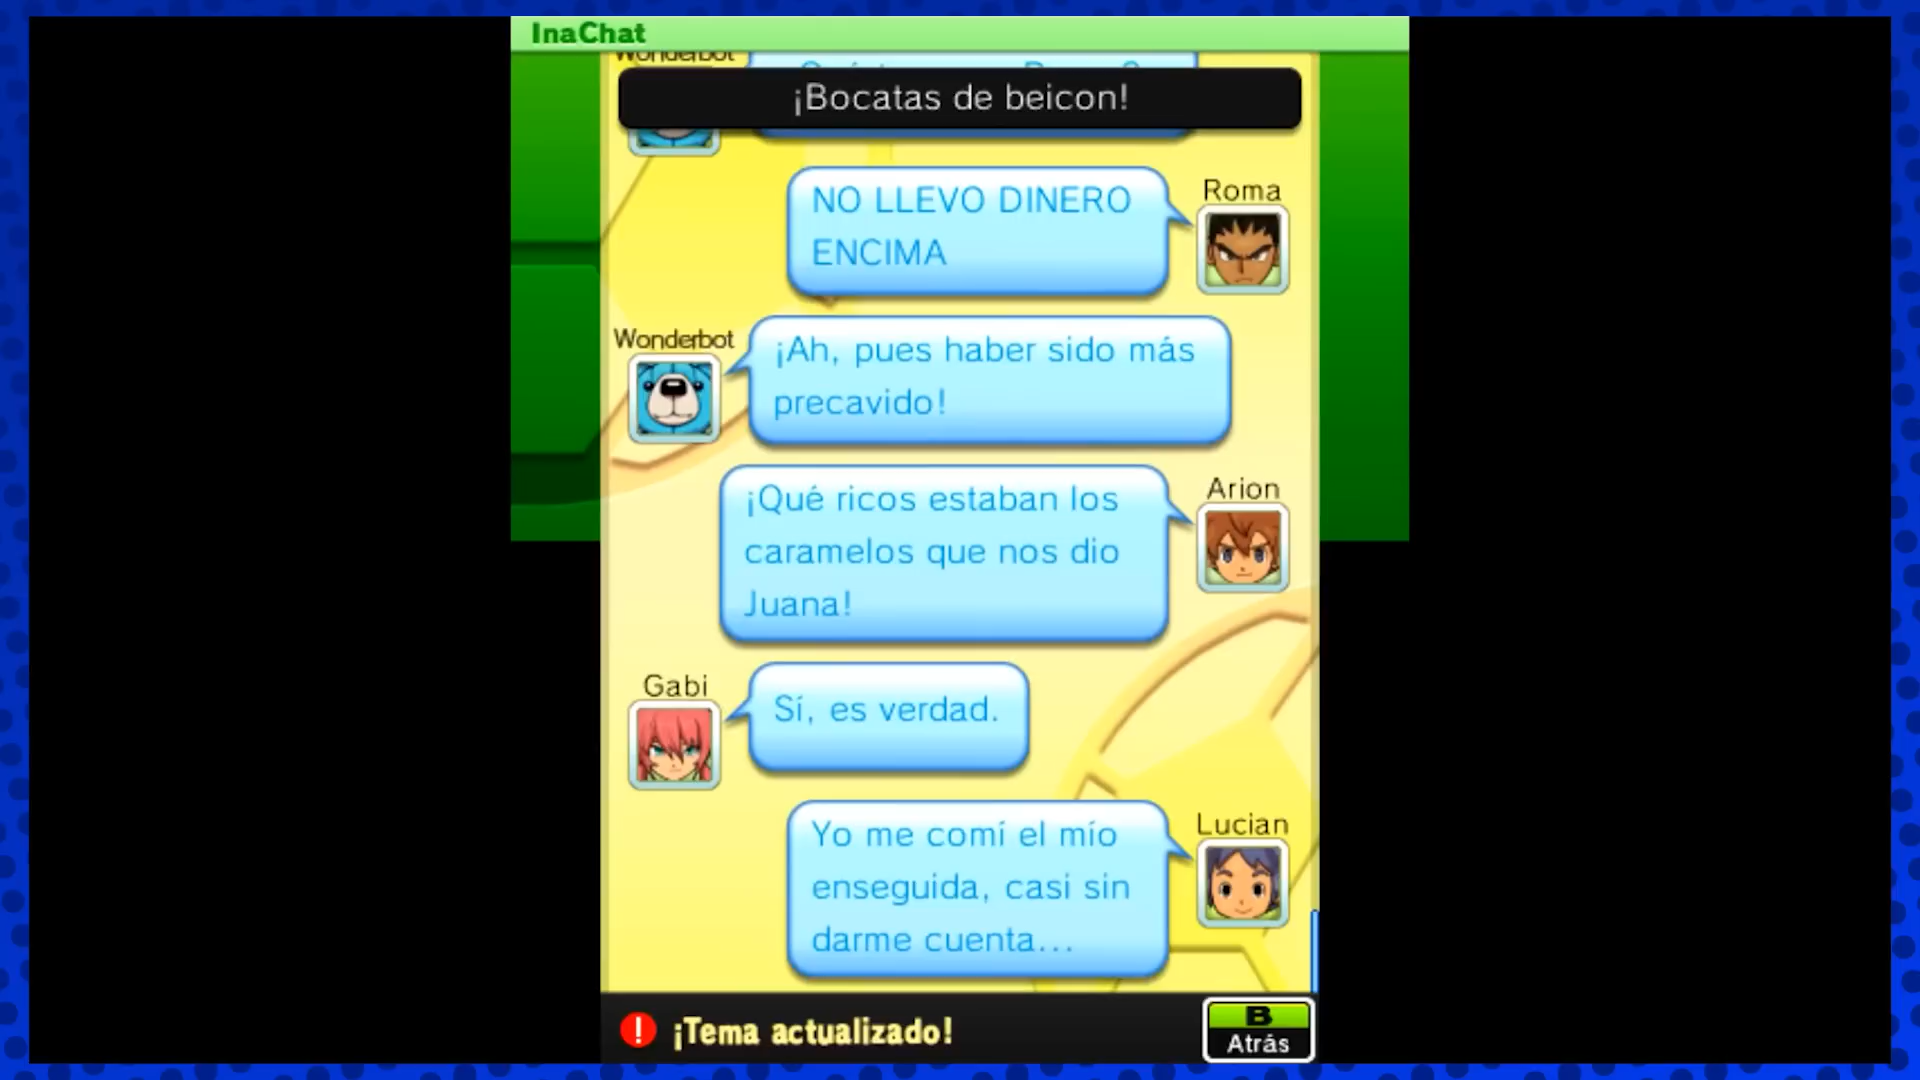 InaChat
Wonderbot
¡Bocatas de beicon!
Roma
NO LLEVO DINERO
ENCIMA
Wonderbot
¡Ah, pues haber sido más
precavido!
Arion
¡Qué ricos estaban los
caramelos que nos dio
Juana!
Gabi
Sí, es verdad.
Lucian
Yo me comí el mío
enseguida, casi sin
darme cuenta...
! ¡Tema actualizado!
B
Atrás